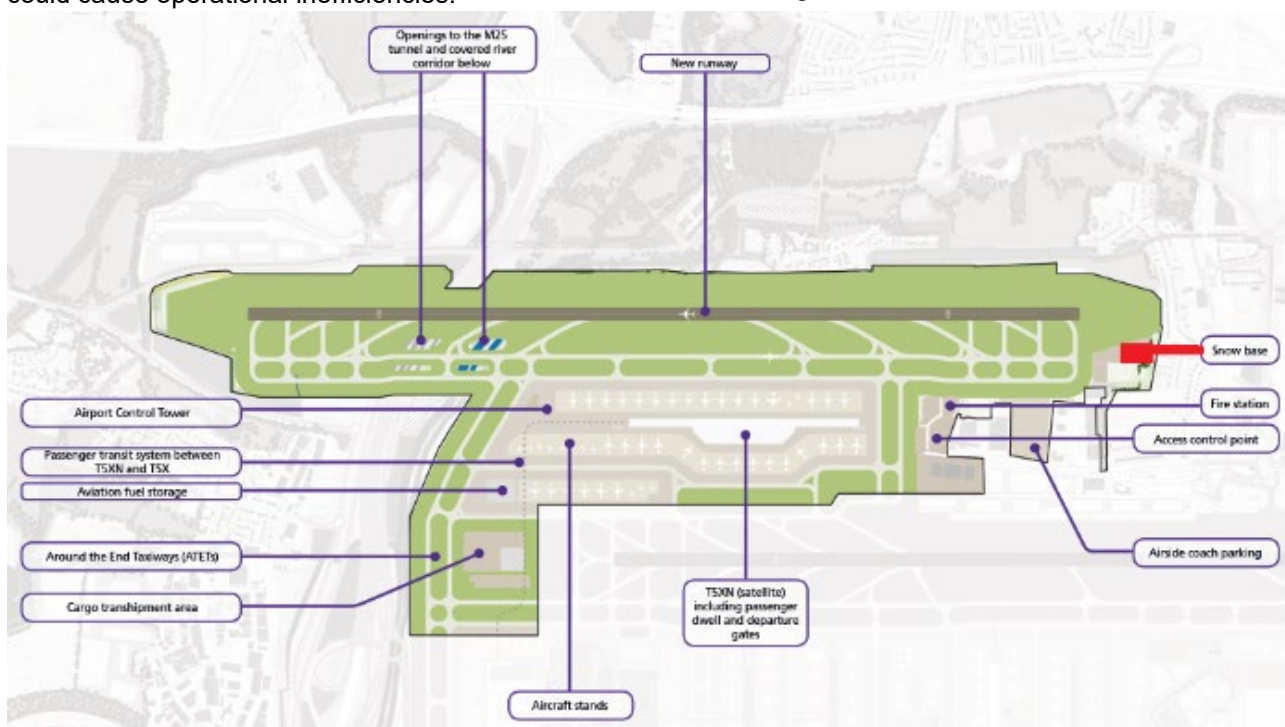 could cause operational inefficiencies.
Openings to the M25
tunnel and covered river
corridor below
New runway
Snow base
Fire station
Access control point
Airside coach parking
Airport Control Tower
Passenger transit system between
T5XN and T5X
Aviation fuel storage
Around the End Taxiways (ATETs)
Cargo transhipment area
T5XN (satellite)
including passenger
dwell and departure
gates
Aircraft stands